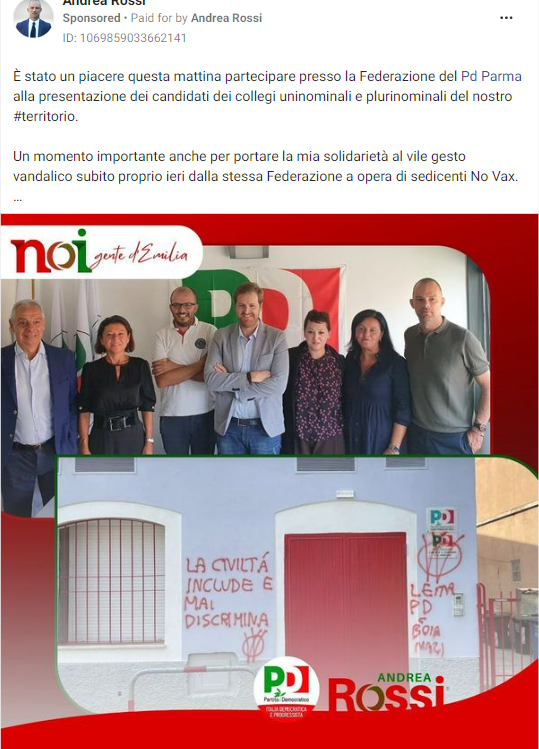 Andrea Rossi
Sponsored • Paid for by Andrea Rossi
ID: 1069859033662141
È stato un piacere questa mattina partecipare presso la Federazione del Pd Parma
alla presentazione dei candidati dei collegi uninominali e plurinominali del nostro
#territorio.
Un momento importante anche per portare la mia solidarietà al vile gesto
vandalico subito proprio ieri dalla stessa Federazione a opera di sedicenti No Vax.
...
noi gente d'Emilia
PD
LA CIVILTÁ
INCLUDE E
MAI
DISCRIMINA
PD
PD
PD
BOIA
PD
Partito Democratico
ITALIA DEMOCRATICA
E PROGRESSISTA
ANDREA
Rossi